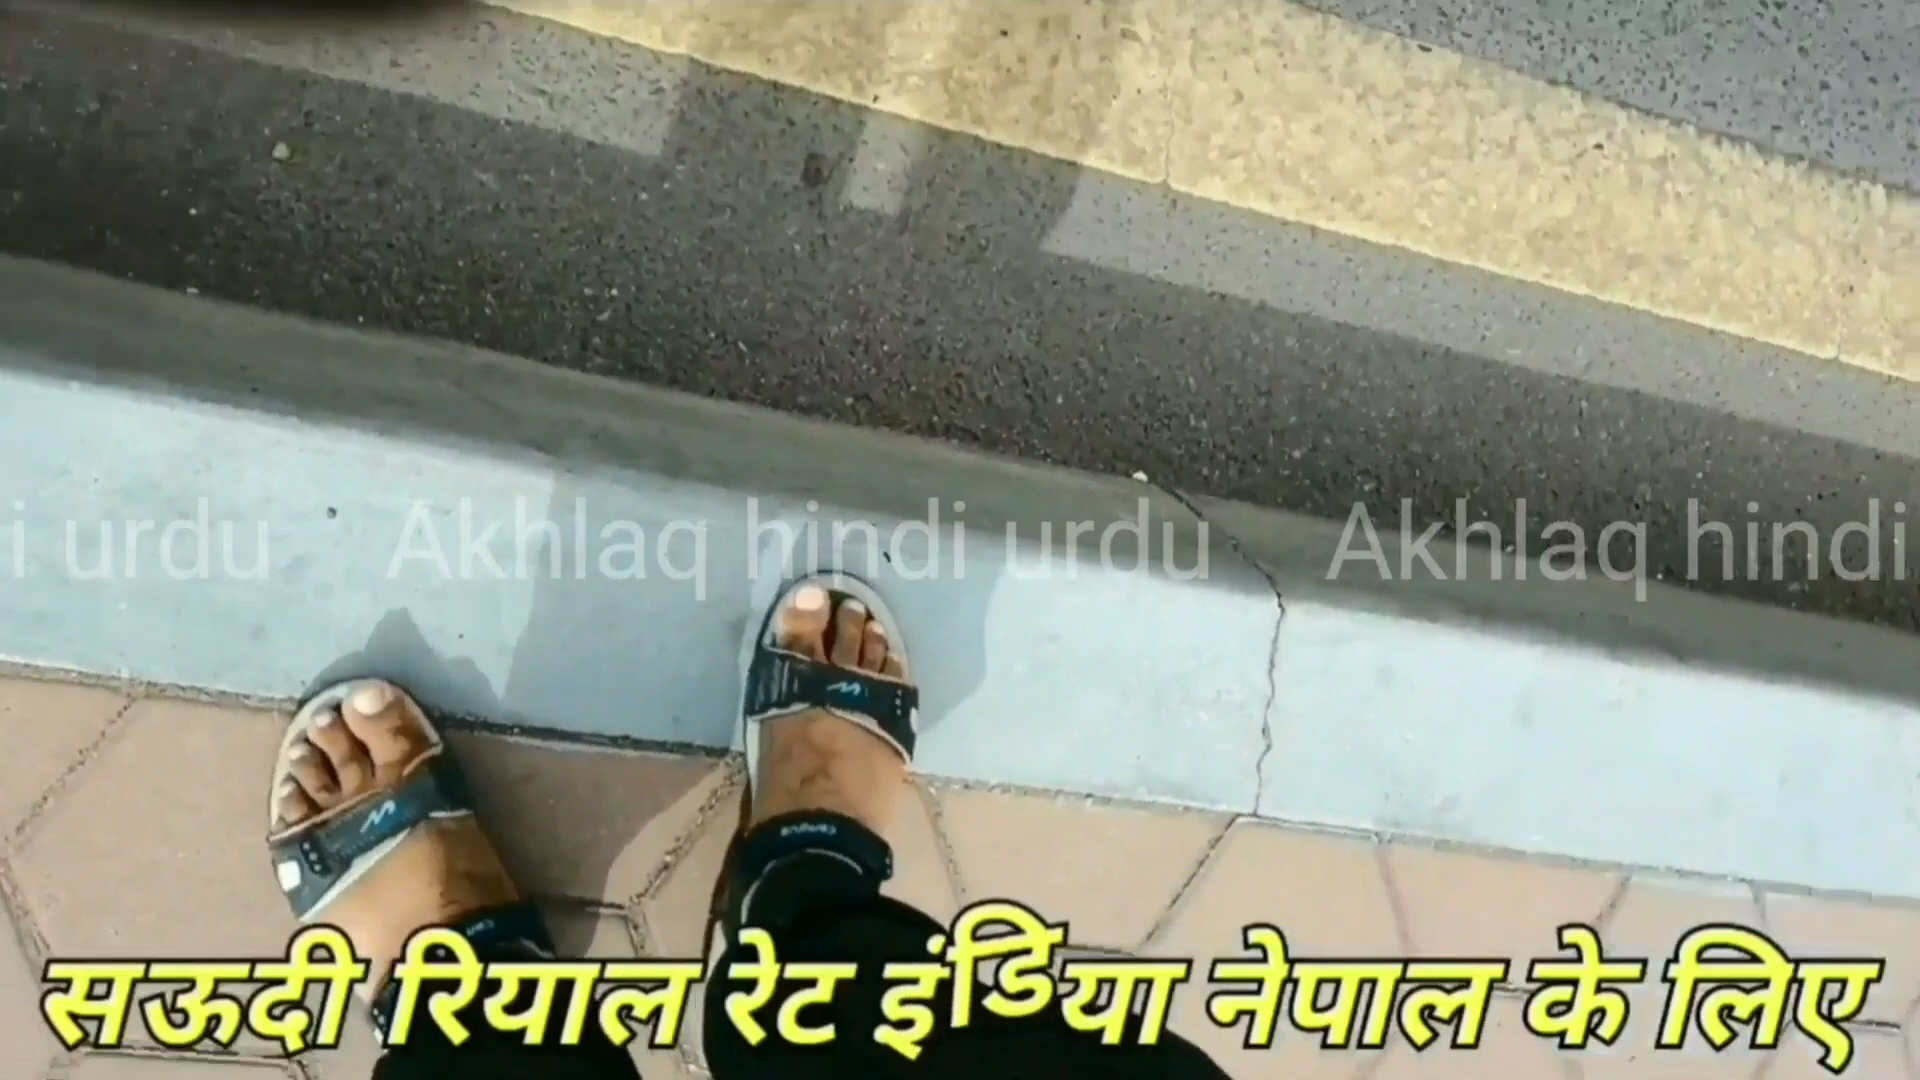 i urdu Akhlaq hindi urdu Akhlaq hindi
सऊदी रियाल रेट इंडिया नेपाल के लिए